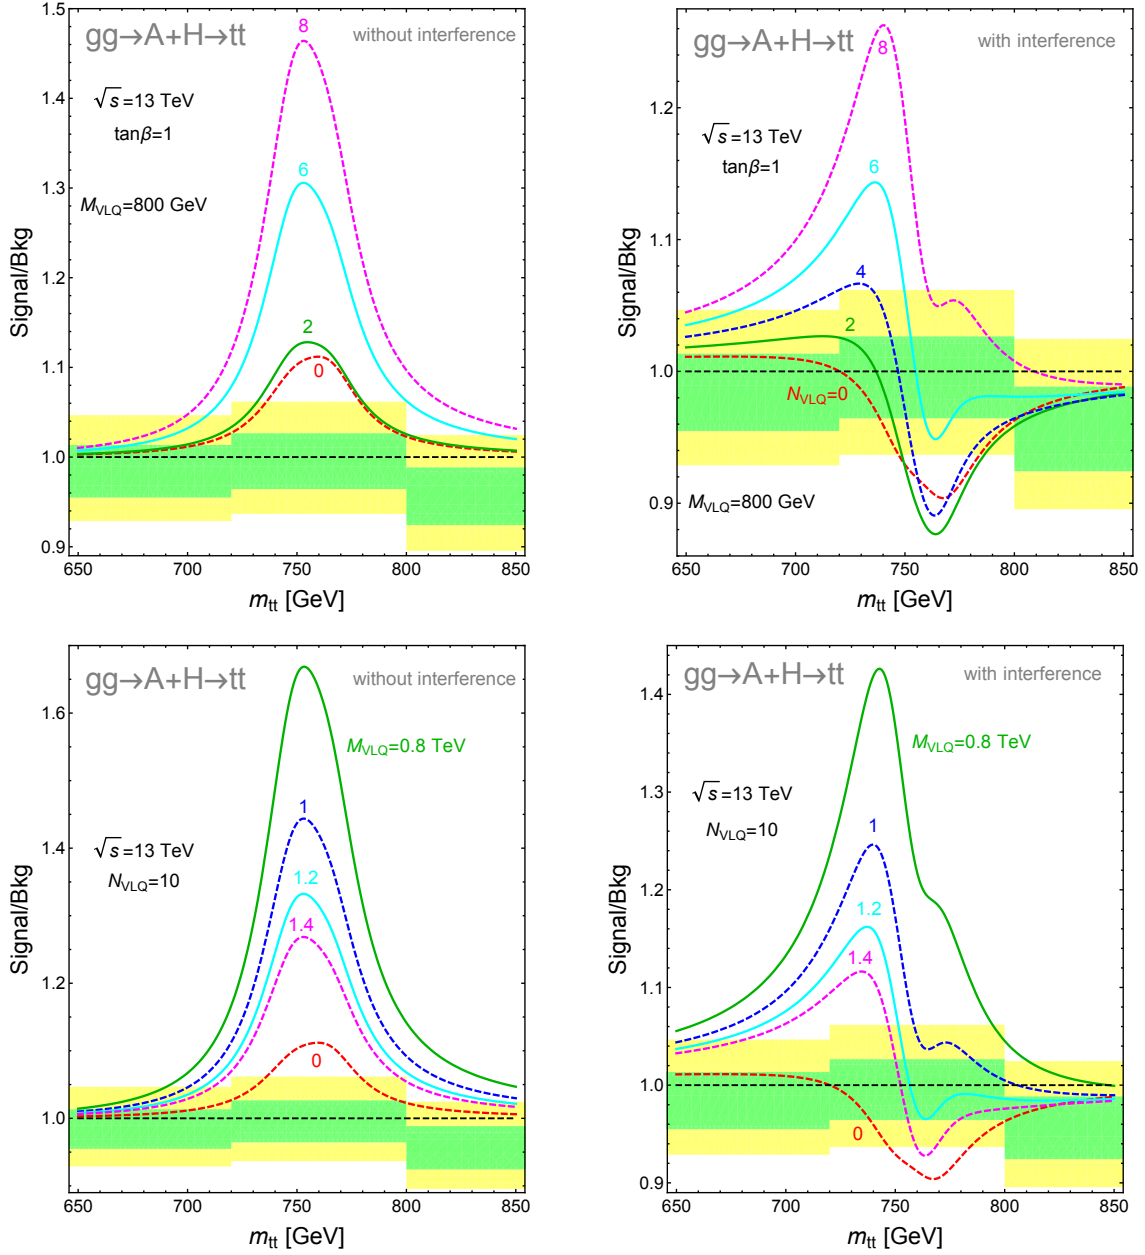 gg→A+H→tt
without interference
√s=13 TeV
tanβ=1
M_VLQ=800 GeV
8
6
2
0
Signal/Bkg
1.5
1.4
1.3
1.2
1.1
1.0
0.9
650 700 750 800 850
m_tt [GeV]
gg→A+H→tt
with interference
√s=13 TeV
tanβ=1
8
6
4
2
N_VLQ=0
M_VLQ=800 GeV
Signal/Bkg
1.2
1.1
1.0
0.9
650 700 750 800 850
m_tt [GeV]
gg→A+H→tt
without interference
M_VLQ=0.8 TeV
√s=13 TeV
N_VLQ=10
1
1.2
1.4
0
Signal/Bkg
1.6
1.4
1.2
1.0
650 700 750 800 850
m_tt [GeV]
gg→A+H→tt
with interference
M_VLQ=0.8 TeV
√s=13 TeV
N_VLQ=10
1
1.2
1.4
0
Signal/Bkg
1.4
1.3
1.2
1.1
1.0
0.9
650 700 750 800 850
m_tt [GeV]